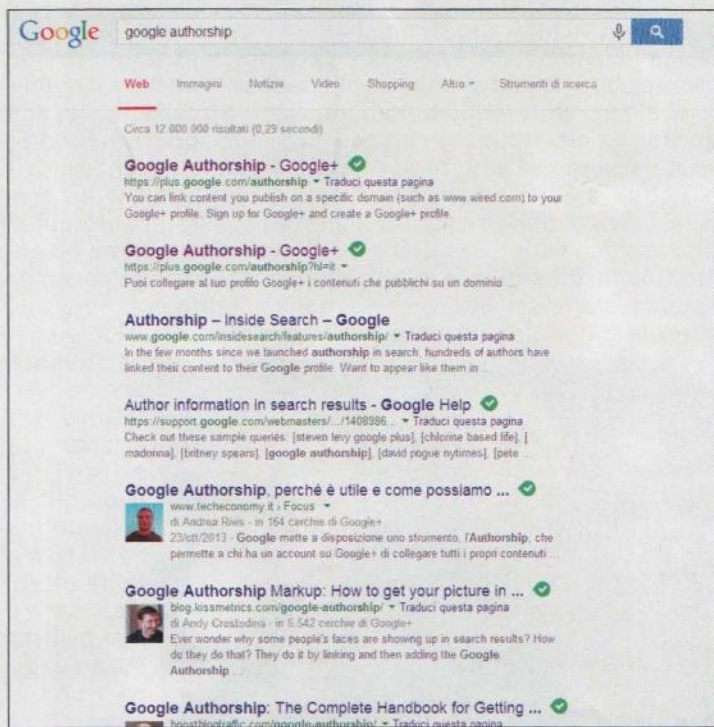 Google google authorship
Web Immagini Notizie Video Shopping Altro Strumenti di ricerca
Circa 12.600.000 risultati (0,29 secondi)
Google Authorship - Google+
https://plus.google.com/authorship Traduci questa pagina
You can link content you publish on a specific domain (such as www.wired.com) to your
Google+ profile. Sign up for Google+ and create a Google+ profile.
Google Authorship - Google+
https://plus.google.com/authorship?hl=it
Puoi collegare al tuo profilo Google+ i contenuti che pubblichi su un dominio ...
Authorship – Inside Search – Google
www.google.com/insidesearch/features/authorship/ Traduci questa pagina
In the few months since we launched authorship in search, hundreds of authors have
linked their content to their Google profile. Want to appear like them in ...
Author information in search results - Google Help
https://support.google.com/webmasters/.../1408986... Traduci questa pagina
Check out these sample queries: [steven levy google plus], [chlorine based life], [
madonna], [britney spears], [google authorship], [david pogue nytimes], [pete ...
Google Authorship, perché è utile e come possiamo ...
www.techeconomy.it › Focus
di Andrea - in 164 cerchie di Google+
23/ott/2013 - Google mette a disposizione uno strumento, l'Authorship, che
permette a chi ha un account su Google+ di collegare tutti i propri contenuti ...
Google Authorship Markup: How to get your picture in ...
blog.kissmetrics.com/google-authorship/ Traduci questa pagina
di Andy Crestodina - in 5.542 cerchie di Google+
Ever wonder why some people's faces are showing up in search results? How
do they do that? They do it by linking and then adding the Google
Authorship ...
Google Authorship: The Complete Handbook for Getting ...
boostblogtraffic.com/google-authorship/ Traduci questa pagina